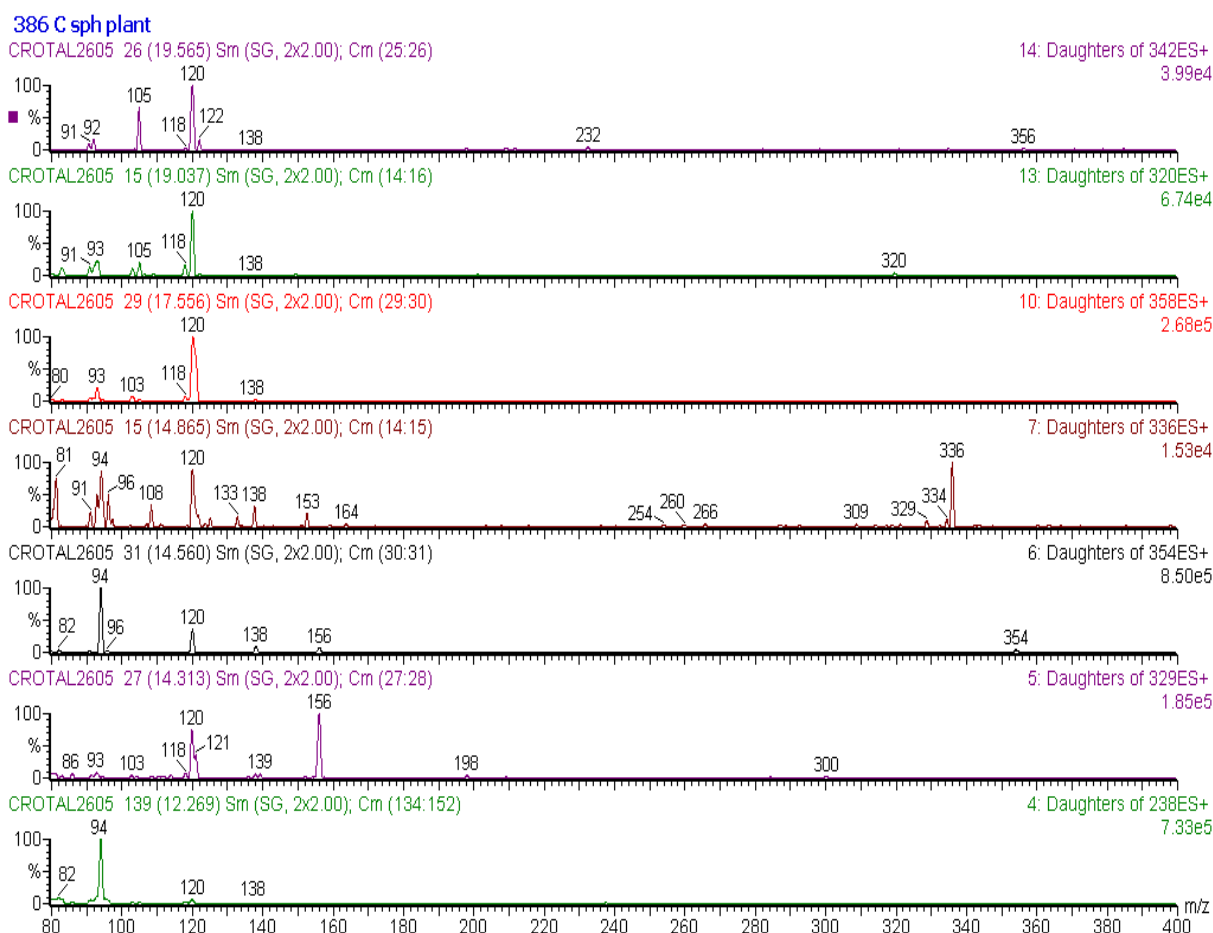 386 C sph plant
CROTAL2605 26 (19.565) Sm (SG, 2x2.00); Cm (25:26) 14: Daughters of 342ES+
3.99e4
100 % 0 91 92 105 118 120 122 138 232 356
CROTAL2605 15 (19.037) Sm (SG, 2x2.00); Cm (14:16) 13: Daughters of 320ES+
6.74e4
100 % 0 91 93 105 118 120 138 320
CROTAL2605 29 (17.556) Sm (SG, 2x2.00); Cm (29:30) 10: Daughters of 358ES+
2.68e5
100 % 0 80 93 103 118 120 138
CROTAL2605 15 (14.865) Sm (SG, 2x2.00); Cm (14:15) 7: Daughters of 336ES+
1.53e4
100 % 0 81 91 94 96 108 120 133 138 153 164 254 260 266 309 329 334 336
CROTAL2605 31 (14.560) Sm (SG, 2x2.00); Cm (30:31) 6: Daughters of 354ES+
8.50e5
100 % 0 82 94 96 120 138 156 354
CROTAL2605 27 (14.313) Sm (SG, 2x2.00); Cm (27:28) 5: Daughters of 329ES+
1.85e5
100 % 0 86 93 103 118 120 121 139 156 198 300
CROTAL2605 139 (12.269) Sm (SG, 2x2.00); Cm (134:152) 4: Daughters of 238ES+
7.33e5
100 % 0 82 94 120 138
m/z
80 100 120 140 160 180 200 220 240 260 280 300 320 340 360 380 400